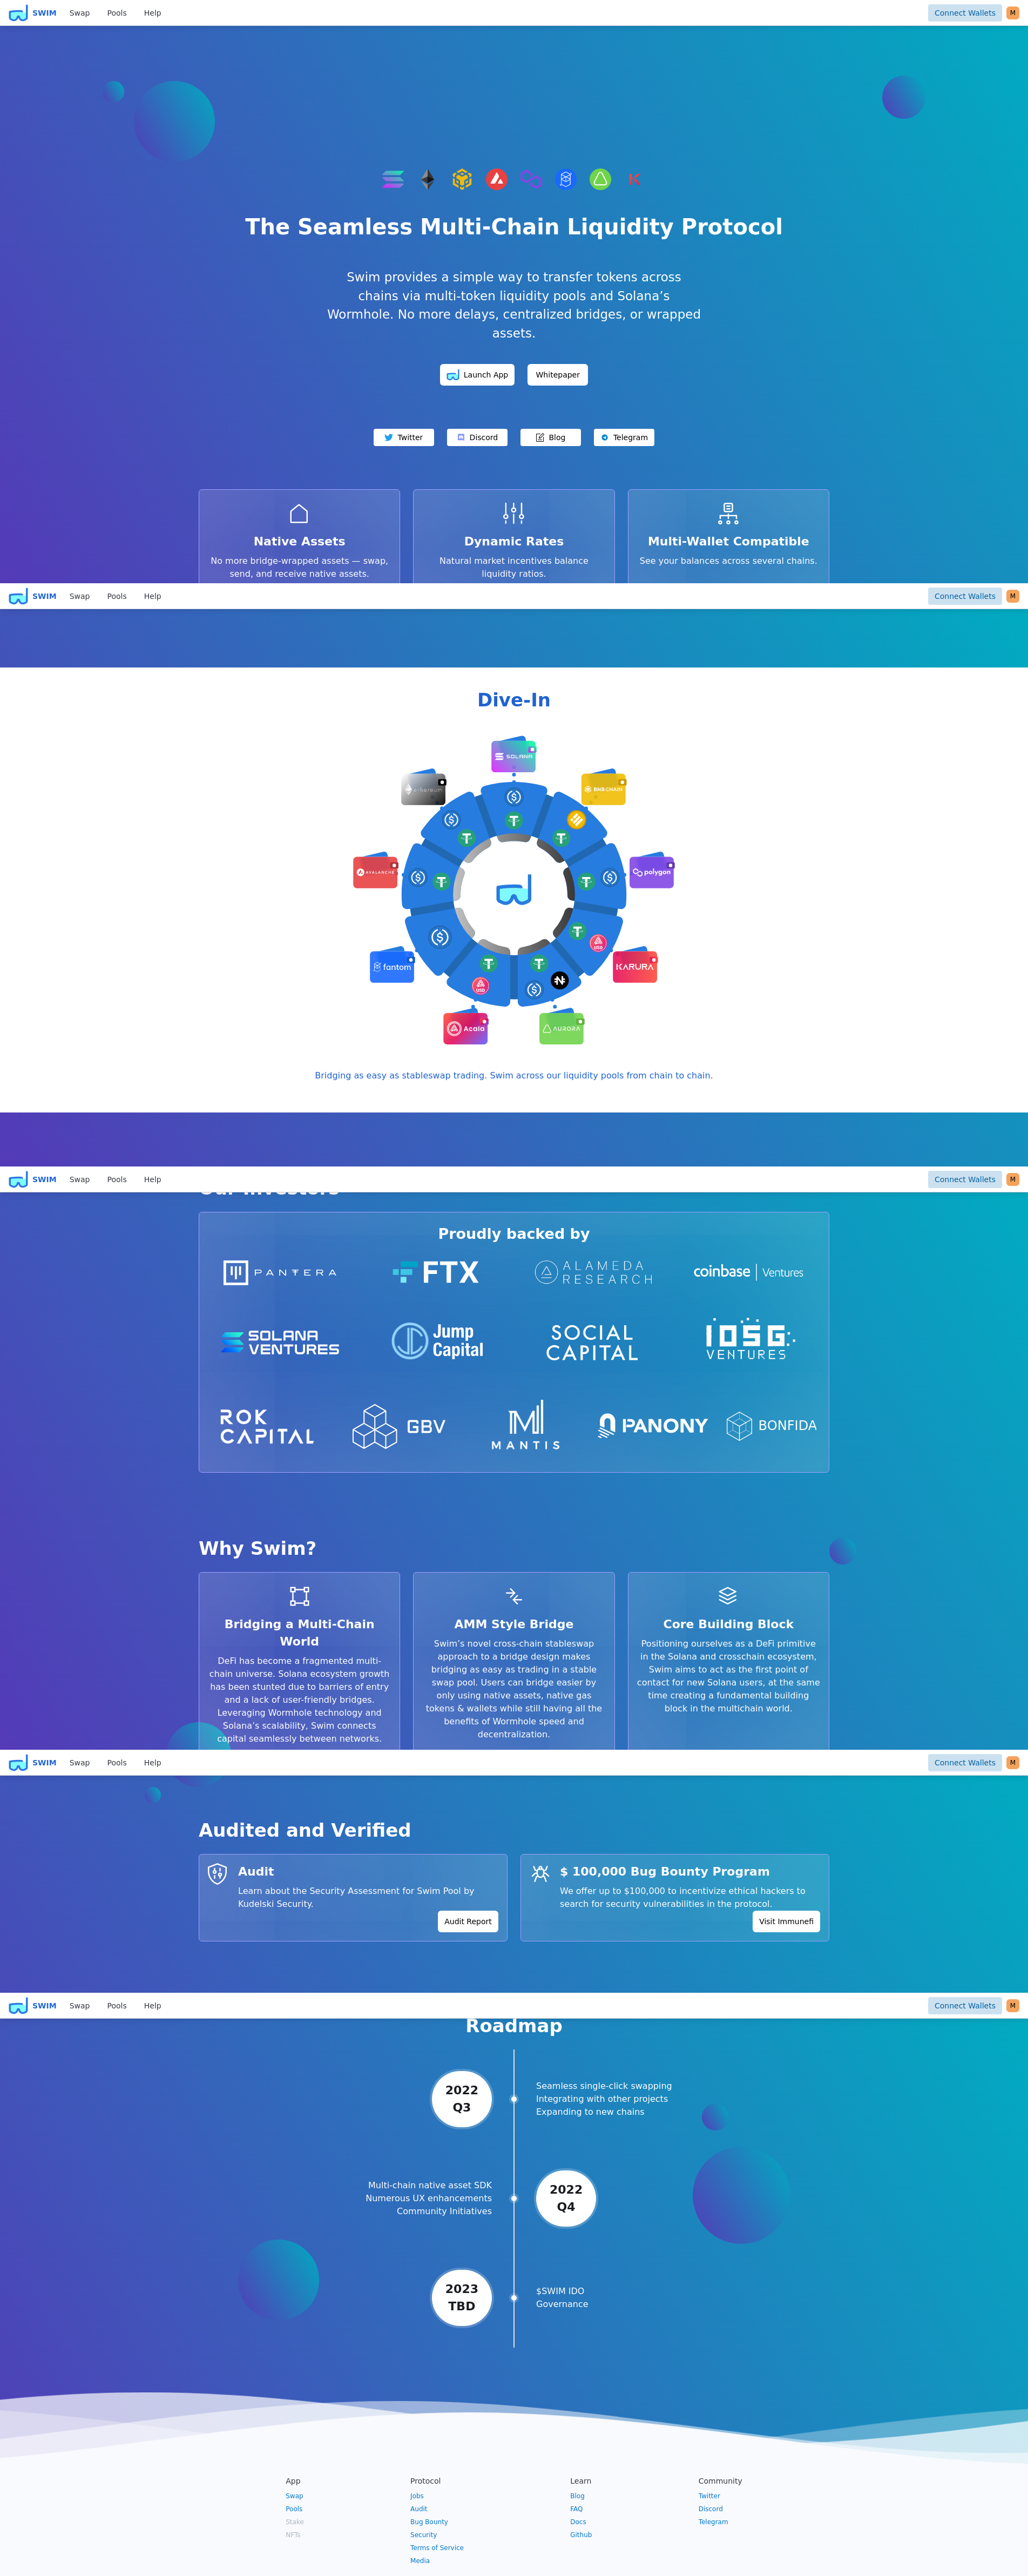 SWIM Swap Pools Help Connect Wallets M
The Seamless Multi-Chain Liquidity Protocol
Swim provides a simple way to transfer tokens across
chains via multi-token liquidity pools and Solana’s
Wormhole. No more delays, centralized bridges, or wrapped
assets.
Launch App Whitepaper
Twitter Discord Blog Telegram
Native Assets
No more bridge-wrapped assets — swap,
send, and receive native assets.
Dynamic Rates
Natural market incentives balance
liquidity ratios.
Multi-Wallet Compatible
See your balances across several chains.
SWIM Swap Pools Help Connect Wallets M
Dive-In
SOLANA
ethereum
BNB CHAIN
AVALANCHE
polygon
fantom
USD
KARURA
USD
Acala
AURORA
Bridging as easy as stableswap trading. Swim across our liquidity pools from chain to chain.
SWIM Swap Pools Help Connect Wallets M
Our Investors
Proudly backed by
PANTERA
FTX
ALAMEDA
RESEARCH
coinbase | Ventures
SOLANA
VENTURES
Jump
Capital
SOCIAL
CAPITAL
IOSG
VENTURES
ROK
CAPITAL
GBV
MANTIS
PANONY
BONFIDA
Why Swim?
Bridging a Multi-Chain
World
DeFi has become a fragmented multi-
chain universe. Solana ecosystem growth
has been stunted due to barriers of entry
and a lack of user-friendly bridges.
Leveraging Wormhole technology and
Solana’s scalability, Swim connects
capital seamlessly between networks.
AMM Style Bridge
Swim’s novel cross-chain stableswap
approach to a bridge design makes
bridging as easy as trading in a stable
swap pool. Users can bridge easier by
only using native assets, native gas
tokens & wallets while still having all the
benefits of Wormhole speed and
decentralization.
Core Building Block
Positioning ourselves as a DeFi primitive
in the Solana and crosschain ecosystem,
Swim aims to act as the first point of
contact for new Solana users, at the same
time creating a fundamental building
block in the multichain world.
SWIM Swap Pools Help Connect Wallets M
Audited and Verified
Audit
Learn about the Security Assessment for Swim Pool by
Kudelski Security.
Audit Report
$ 100,000 Bug Bounty Program
We offer up to $100,000 to incentivize ethical hackers to
search for security vulnerabilities in the protocol.
Visit Immunefi
SWIM Swap Pools Help Connect Wallets M
Roadmap
2022
Q3
Seamless single-click swapping
Integrating with other projects
Expanding to new chains
Multi-chain native asset SDK
Numerous UX enhancements
Community Initiatives
2022
Q4
2023
TBD
$SWIM IDO
Governance
App
Swap
Pools
Stake
NFTs
Protocol
Jobs
Audit
Bug Bounty
Security
Terms of Service
Media
Learn
Blog
FAQ
Docs
Github
Community
Twitter
Discord
Telegram